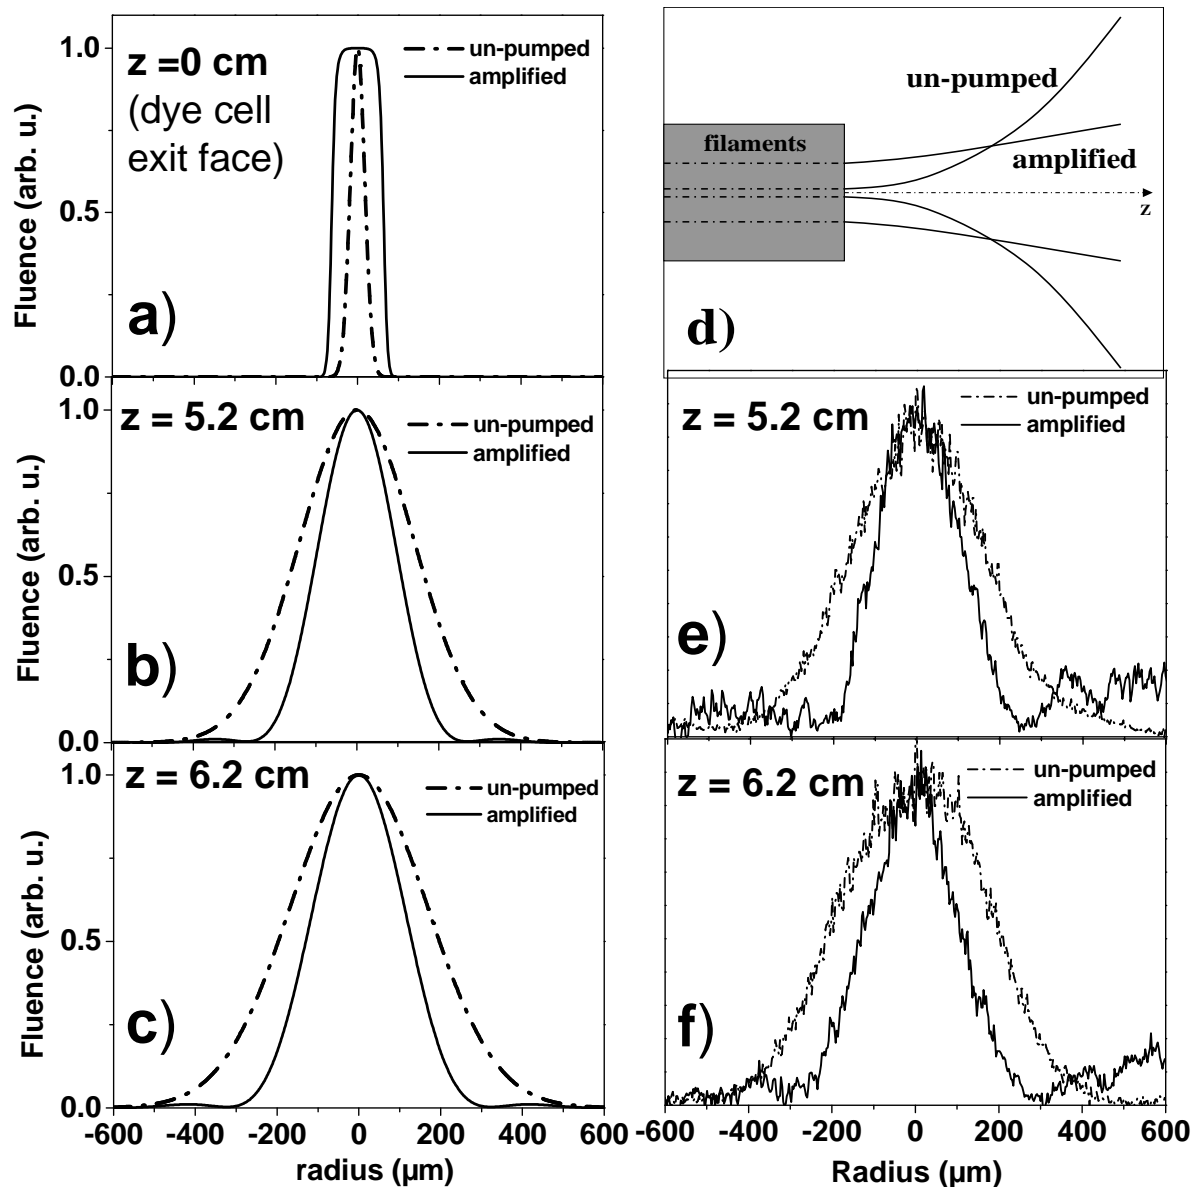 z =0 cm
(dye cell
exit face)
un-pumped
amplified
1.0
0.5
0.0
Fluence (arb. u.)
a)
z = 5.2 cm
un-pumped
amplified
1.0
0.5
0.0
Fluence (arb. u.)
b)
z = 6.2 cm
un-pumped
amplified
1.0
0.5
0.0
Fluence (arb. u.)
c)
-600 -400 -200 0 200 400 600
radius (µm)
un-pumped
filaments
amplified
z
d)
z = 5.2 cm
un-pumped
amplified
e)
z = 6.2 cm
un-pumped
amplified
f)
-600 -400 -200 0 200 400 600
Radius (µm)